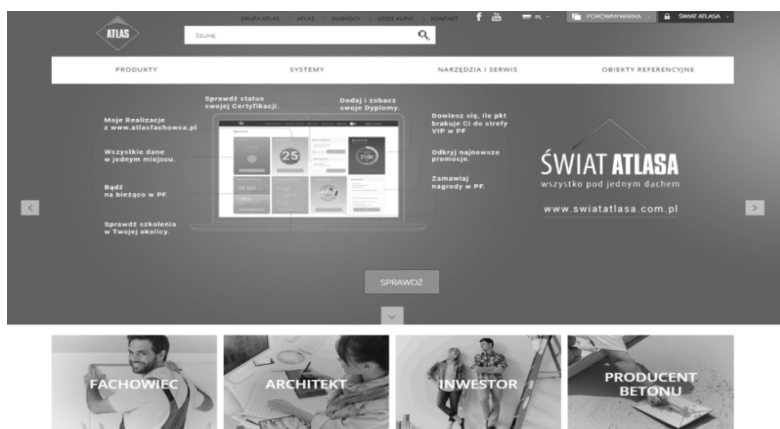 GRUPA ATLAS | ATLAS | DORADCY | GDZIE KUPIĆ | KONTAKT
PL
PORÓWNYWARKA
ŚWIAT ATLASA
ATLAS
Szukaj
PRODUKTY
SYSTEMY
NARZĘDZIA I SERWIS
OBIEKTY REFERENCYJNE
Moje Realizacje
z www.atlasfachowca.pl
Wszystkie dane
w jednym miejscu.
Bądź
na bieżąco w PF.
Sprawdź szkolenia
w Twojej okolicy.
Sprawdź status
swojej Certyfikacji.
Dodaj i zobacz
swoje Dyplomy.
25
Dowiesz się, ile pkt
brakuje Ci do strefy
VIP w PF
Odkryj najnowsze
promocje.
Zamawiaj
nagrody w PF.
ŚWIAT ATLASA
wszystko pod jednym dachem
www.swiatatlasa.com.pl
SPRAWDŹ
FACHOWIEC
ARCHITEKT
INWESTOR
PRODUCENT
BETONU